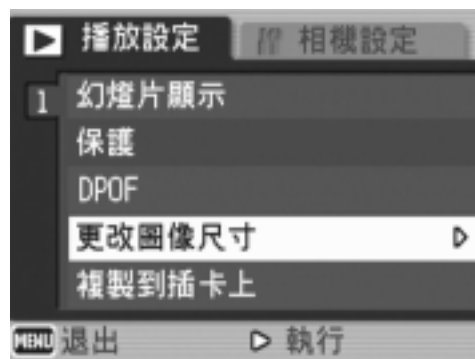 播放設定 相機設定
1 幻燈片顯示
保護
DPOF
更改圖像尺寸
複製到插卡上
MENU 退出 執行